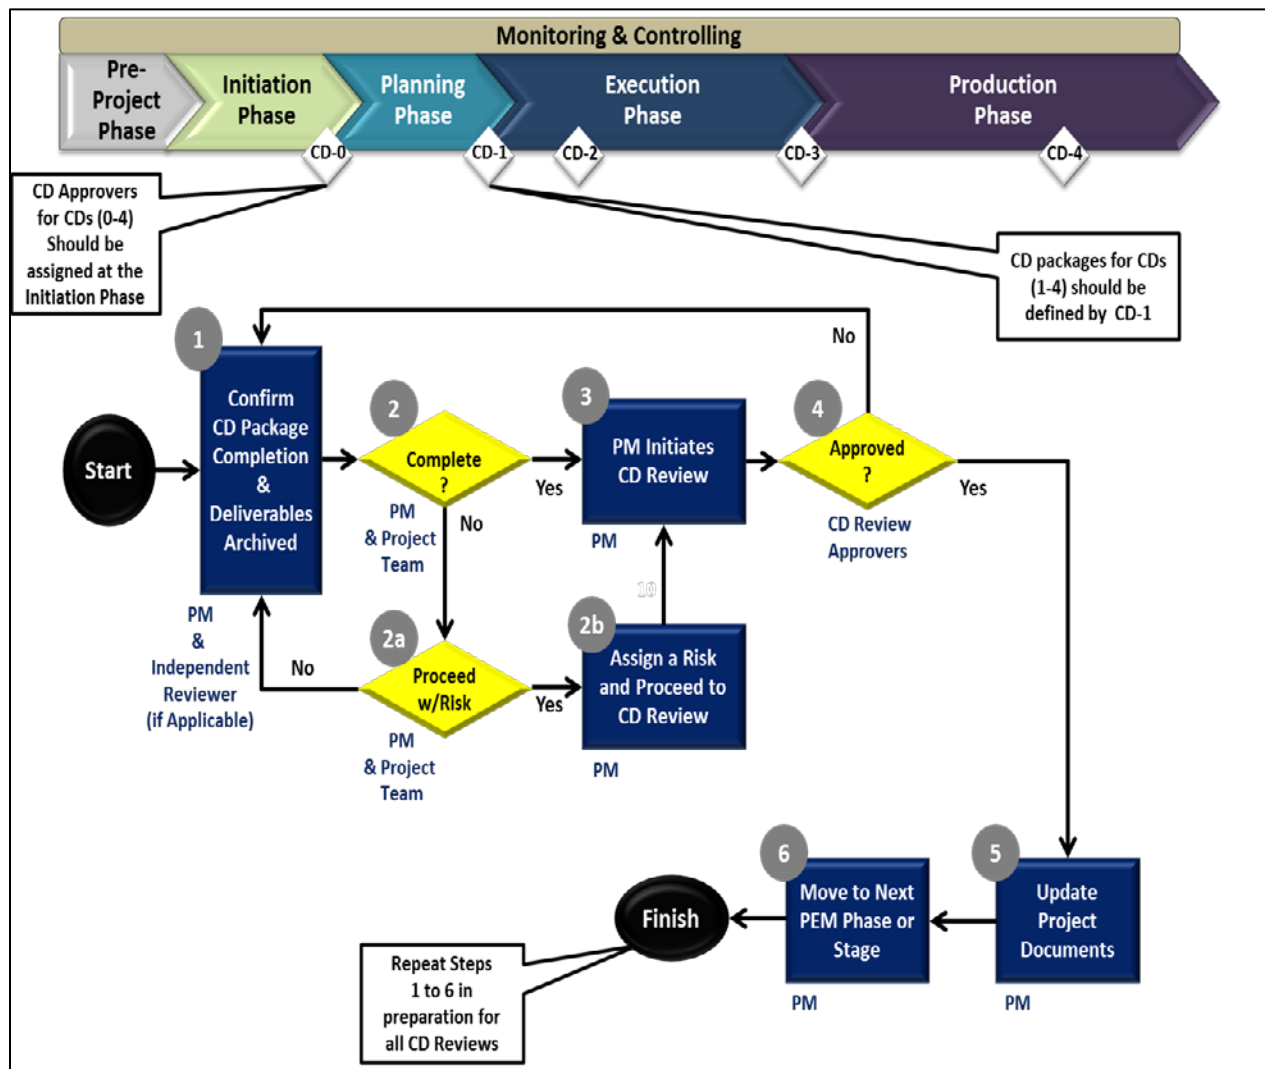 Monitoring & Controlling
Pre-
Project
Phase
Initiation
Phase
Planning
Phase
Execution
Phase
Production
Phase
CD-0
CD-1
CD-2
CD-3
CD-4
CD Approvers
for CDs (0-4)
Should be
assigned at the
Initiation Phase
CD packages for CDs
(1-4) should be
defined by CD-1
Start
1
Confirm
CD Package
Completion
&
Deliverables
Archived
PM
&
Independent
Reviewer
(if Applicable)
2
Complete
?
PM
& Project
Team
Yes
No
2a
Proceed
w/Risk
PM
& Project
Team
No
Yes
2b
Assign a Risk
and Proceed to
CD Review
PM
10
3
PM Initiates
CD Review
PM
4
Approved
?
CD Review
Approvers
No
Yes
5
Update
Project
Documents
PM
6
Move to Next
PEM Phase or
Stage
PM
Finish
Repeat Steps
1 to 6 in
preparation for
all CD Reviews